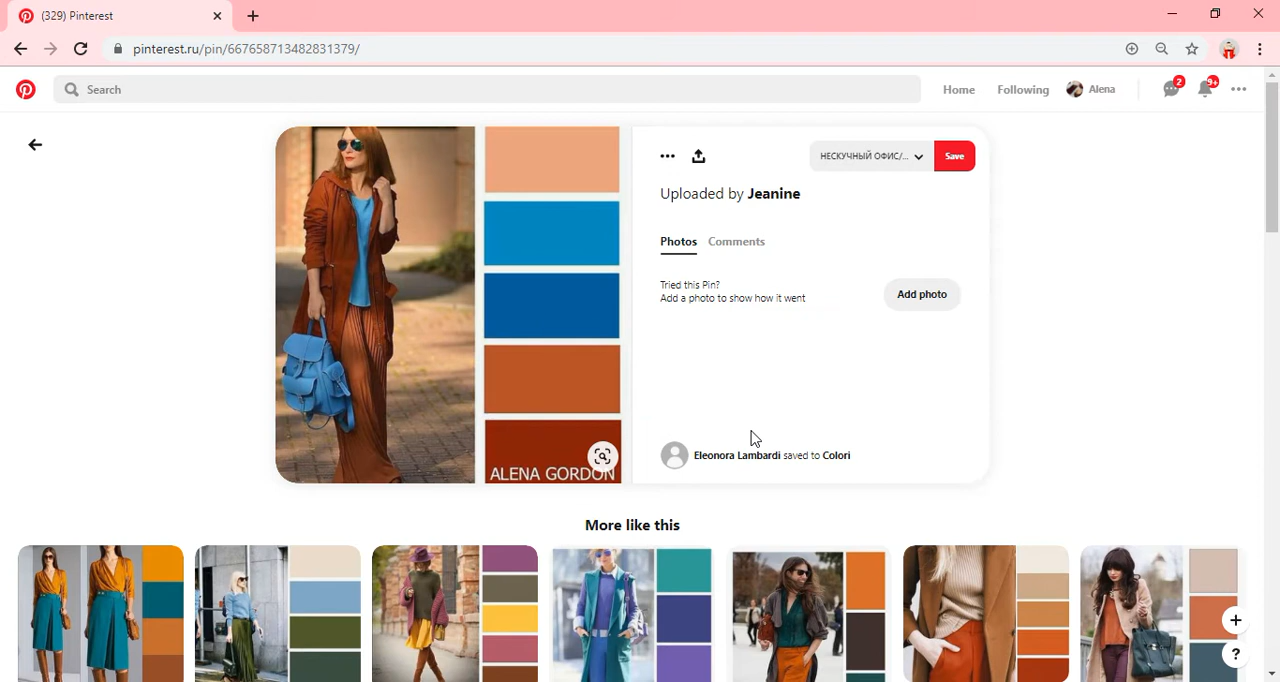 (329) Pinterest
pinterest.ru/pin/667658713482831379/
Search
Home
Following
Alena
2
9+
НЕСКУЧНЫЙ ОФИС/...
Save
Uploaded by Jeanine
Photos
Comments
Tried this Pin?
Add a photo to show how it went
Add photo
ALENA GORDON
Eleonora Lambardi saved to Colori
More like this
+
?